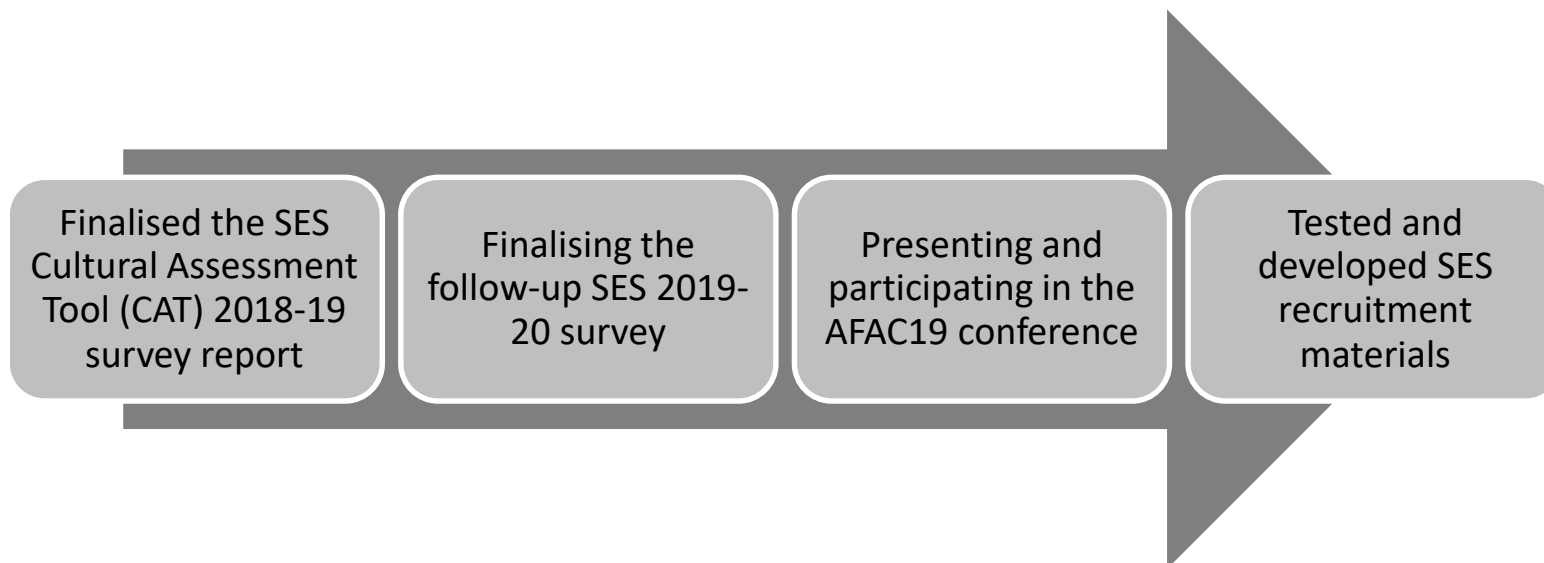 Finalised the SES
Cultural Assessment
Tool (CAT) 2018-19
survey report
Finalising the
follow-up SES 2019-
20 survey
Presenting and
participating in the
AFAC19 conference
Tested and
developed SES
recruitment
materials